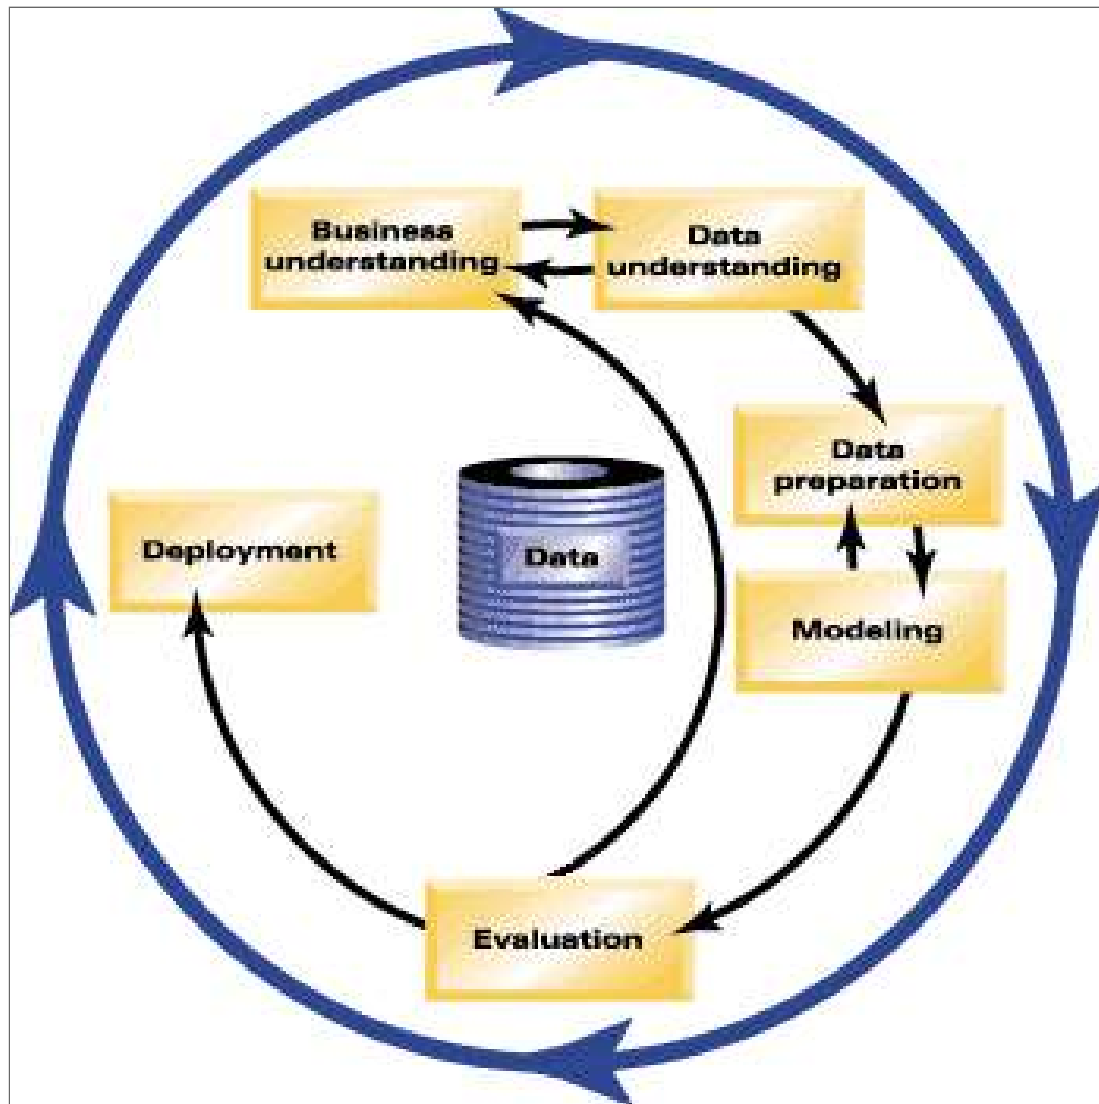 Business
understanding
Data
understanding
Data
preparation
Deployment
Data
Modeling
Evaluation